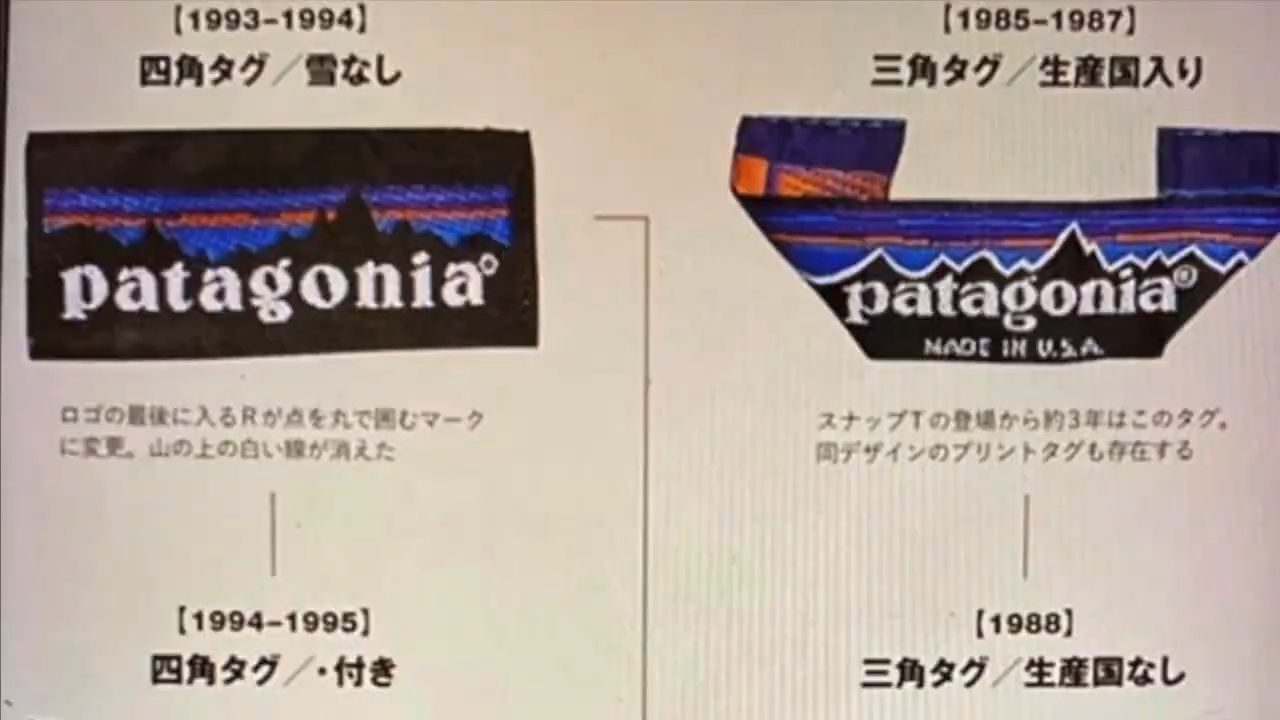 【1993−1994】
四角タグ／雪なし
patagonia
ロゴの最後に入るRが点を丸で囲むマーク
に変更。山の上の白い線が消えた
【1994−1995】
四角タグ／・付き
【1985−1987】
三角タグ／生産国入り
patagonia®
MADE IN U.S.A.
スナップTの登場から約3年はこのタグ。
同デザインのプリントタグも存在する
【1988】
三角タグ／生産国なし